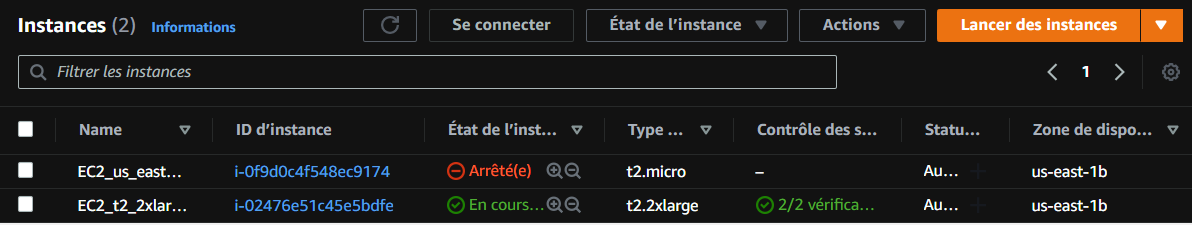 Instances (2) Informations Se connecter État de l’instance Actions Lancer des instances
Filtrer les instances 1
Name ID d’instance État de l’inst... Type ... Contrôle des s... Statu... Zone de dispo...
EC2_us_east... i-0f9d0c4f548ec9174 Arrêté(e) t2.micro – Au... us-east-1b
EC2_t2_2xlar... i-02476e51c45e5bdfe En cours... t2.2xlarge 2/2 vérifica... Au... us-east-1b